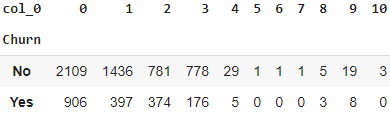 col_0 0 1 2 3 4 5 6 7 8 9 10
Churn
No 2109 1436 781 778 29 1 1 1 5 19 3
Yes 906 397 374 176 5 0 0 0 3 8 0